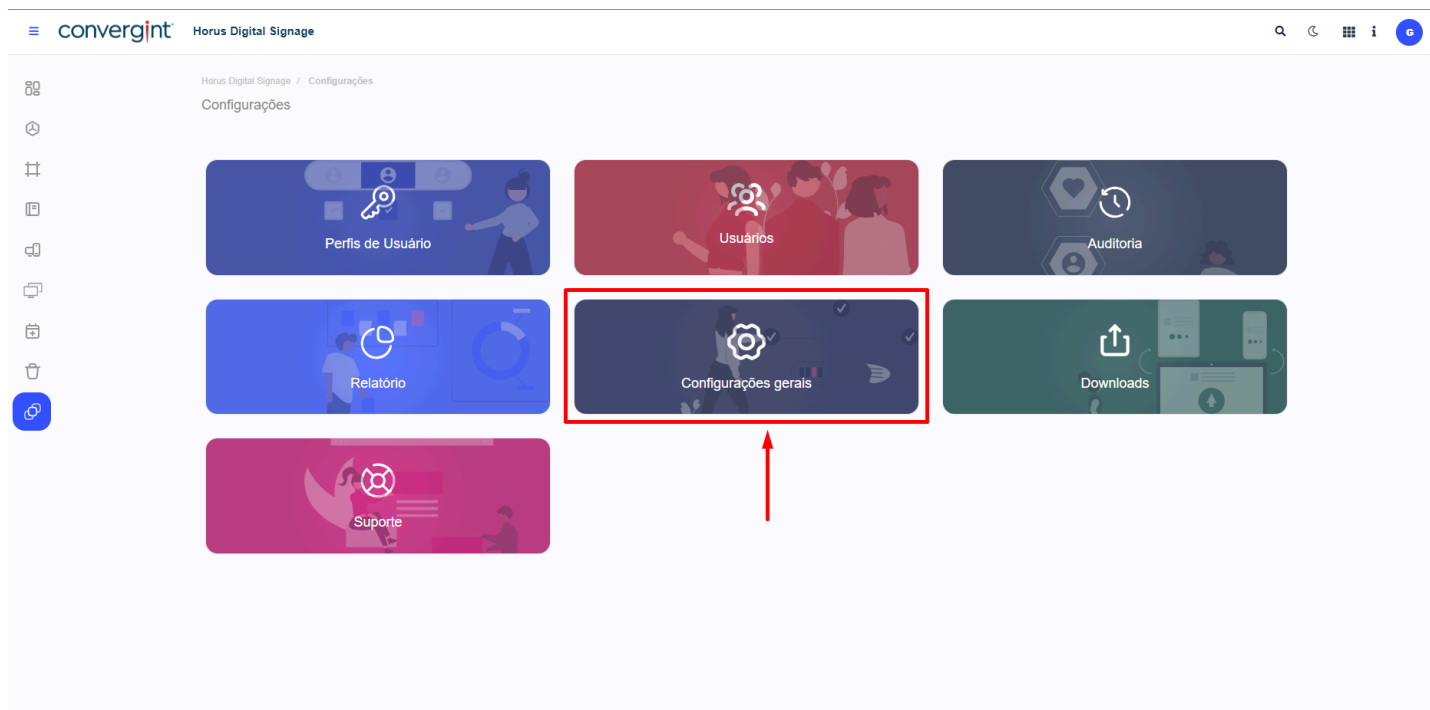 convergint Horus Digital Signage i G
Horus Digital Signage / Configurações
Configurações
Perfis de Usuário
Usuários
Auditoria
Relatório
Configurações gerais
Downloads
Suporte